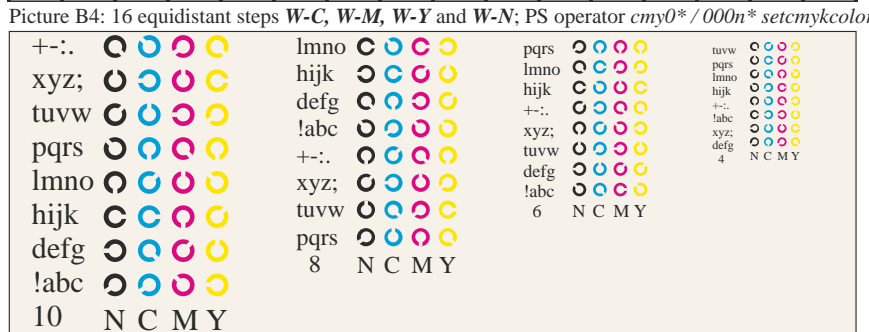 Picture B4: 16 equidistant steps W-C, W-M, W-Y and W-N; PS operator cmy0* / 000n* setcmykcolor
+-:.
xyz;
tuvw
pqrs
lmno
hijk
defg
!abc
10 N C M Y
lmno
hijk
defg
!abc
+-:.
xyz;
tuvw
pqrs
8 N C M Y
pqrs
lmno
hijk
+-:.
xyz;
tuvw
defg
!abc
6 N C M Y
tuvw
pqrs
lmno
hijk
+-:.
!abc
xyz;
defg
4 N C M Y